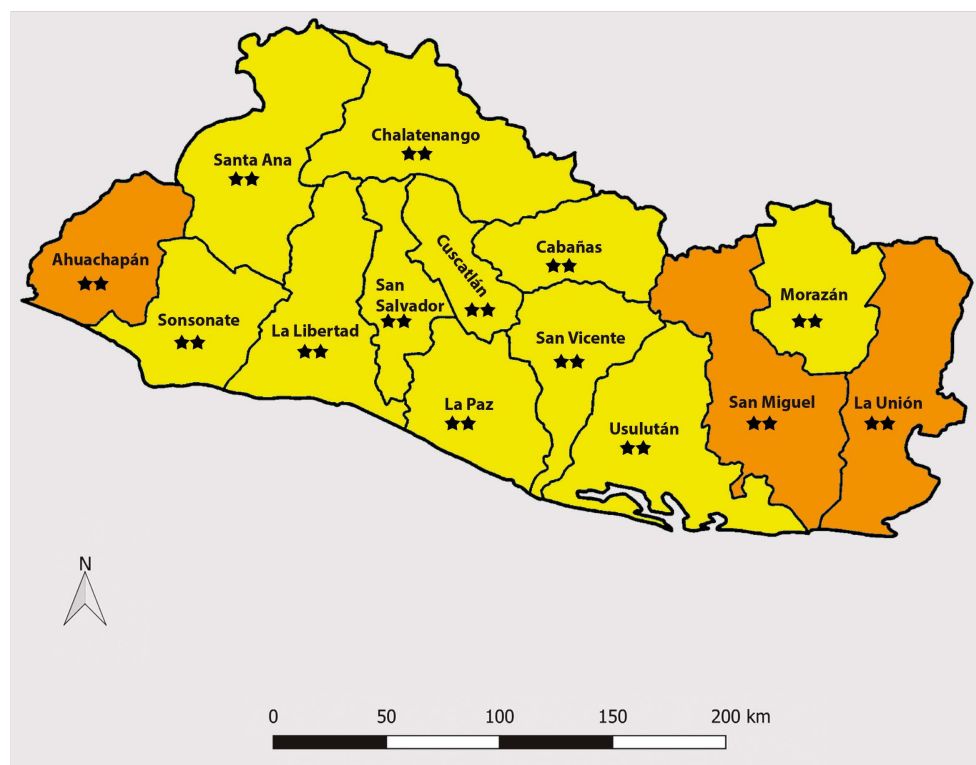 Chalatenango
Santa Ana
Cabañas
Cuscatlán
Ahuachapán
San
Salvador
Morazán
Sonsonate
La Libertad
San Vicente
La Paz
San Miguel
La Unión
Usulután
N
0 50 100 150 200 km